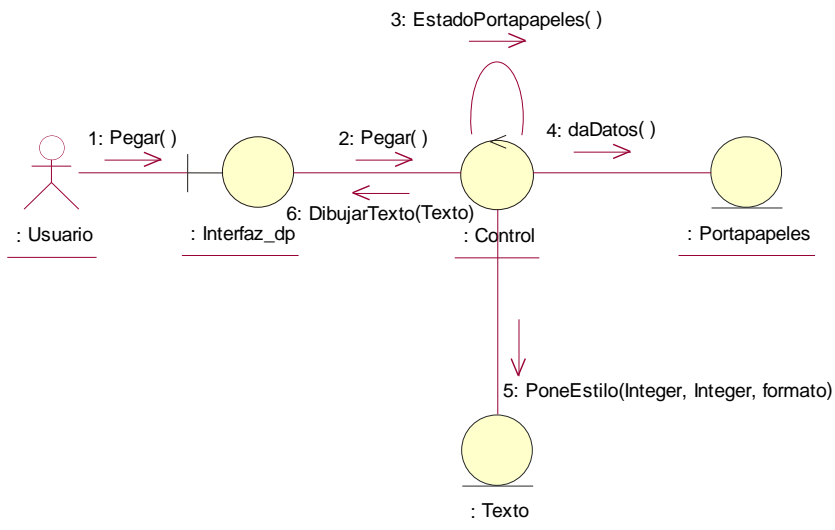 3: EstadoPortapapeles( )
1: Pegar( )
2: Pegar( )
4: daDatos( )
6: DibujarTexto(Texto)
: Usuario
: Interfaz_dp
: Control
: Portapapeles
5: PoneEstilo(Integer, Integer, formato)
: Texto